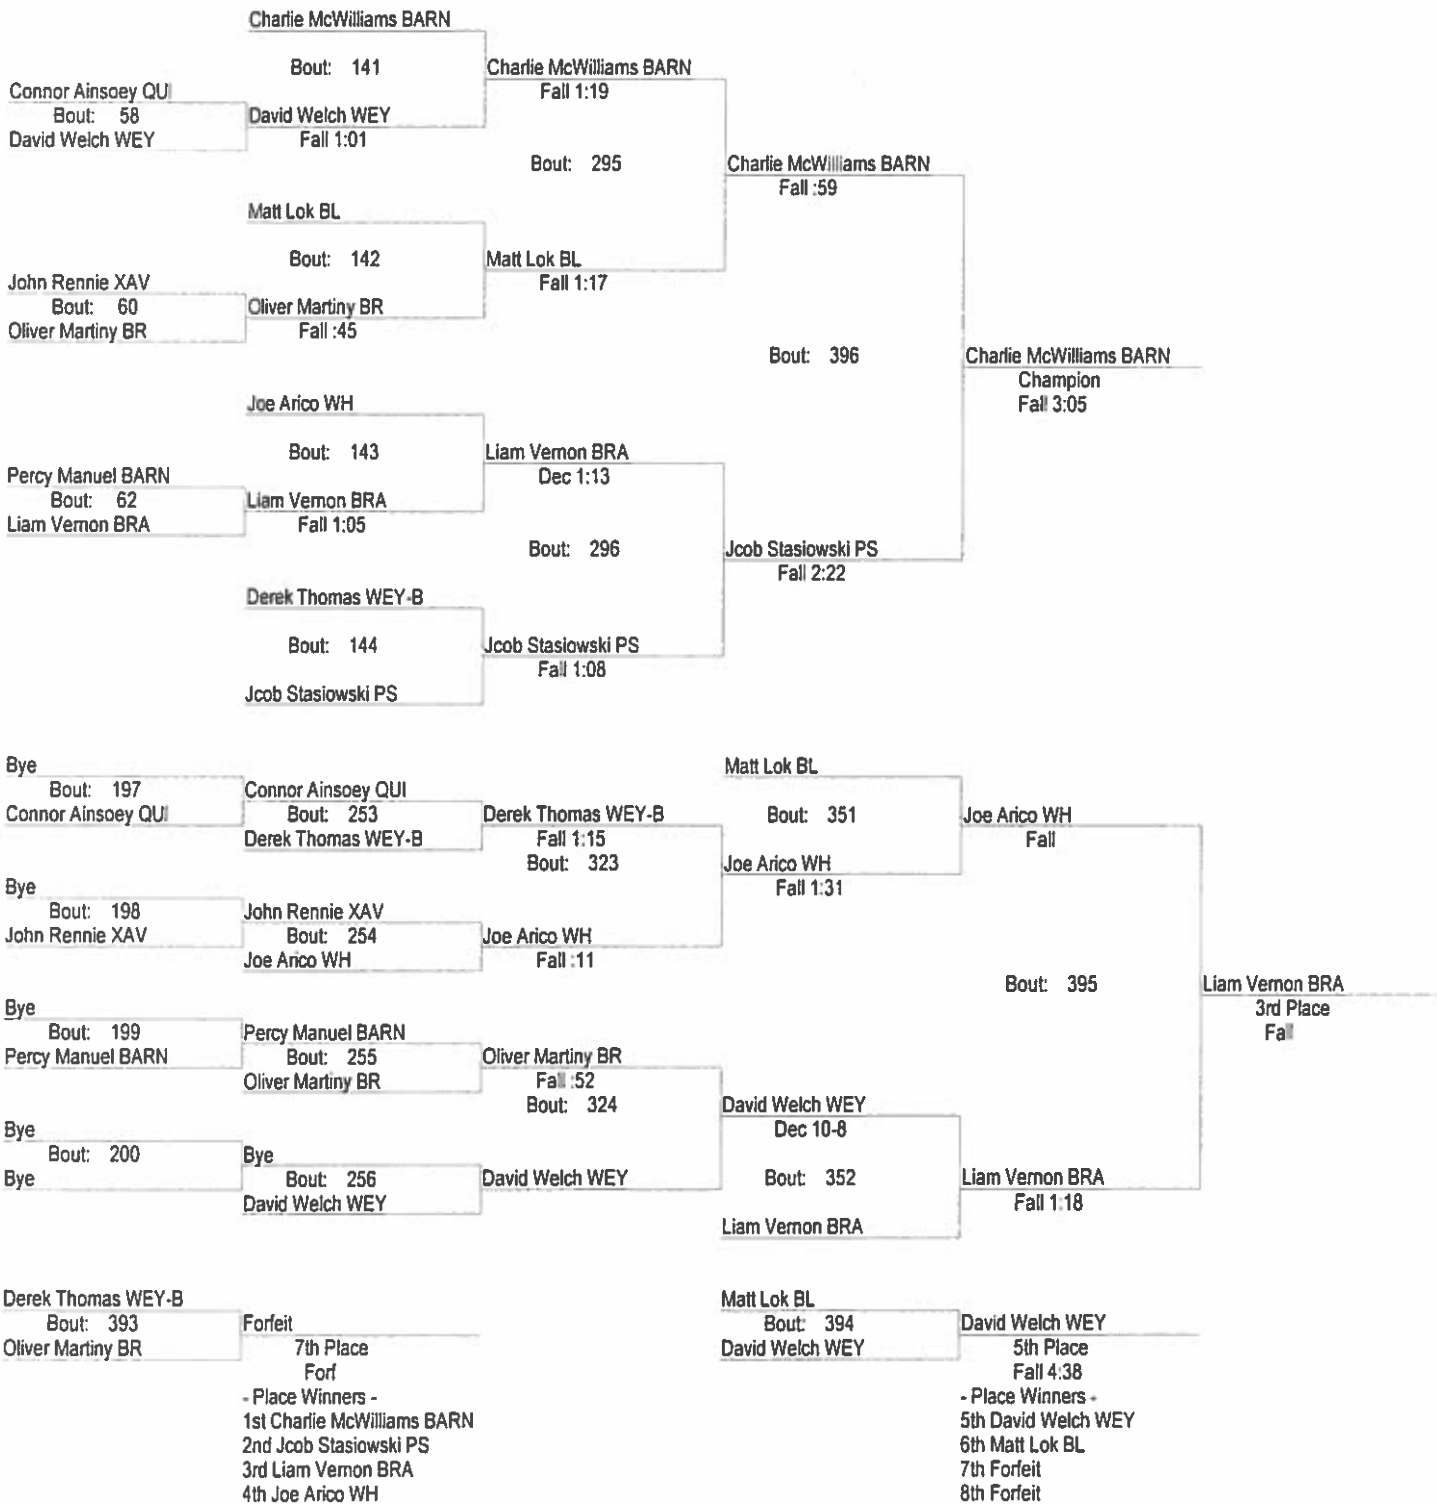 Charlie McWilliams BARN
Bout: 141
Charlie McWilliams BARN
Fall 1:19
Connor Ainsoey QUI
Bout: 58
David Welch WEY
David Welch WEY
Fall 1:01
Bout: 295
Charlie McWilliams BARN
Fall :59
Matt Lok BL
Bout: 142
Matt Lok BL
Fall 1:17
John Rennie XAV
Bout: 60
Oliver Martiny BR
Oliver Martiny BR
Fall :45
Bout: 396
Charlie McWilliams BARN
Champion
Fall 3:05
Joe Arico WH
Bout: 143
Liam Vernon BRA
Dec 1:13
Percy Manuel BARN
Bout: 62
Liam Vernon BRA
Liam Vernon BRA
Fall 1:05
Bout: 296
Jcob Stasiowski PS
Fall 2:22
Derek Thomas WEY-B
Bout: 144
Jcob Stasiowski PS
Fall 1:08
Jcob Stasiowski PS
Bye
Bout: 197
Connor Ainsoey QUI
Connor Ainsoey QUI
Bout: 253
Derek Thomas WEY-B
Derek Thomas WEY-B
Fall 1:15
Bout: 323
Matt Lok BL
Bout: 351
Joe Arico WH
Fall 1:31
Joe Arico WH
Fall
Bye
Bout: 198
John Rennie XAV
John Rennie XAV
Bout: 254
Joe Arico WH
Joe Arico WH
Fall :11
Bout: 395
Liam Vernon BRA
3rd Place
Fall
Bye
Bout: 199
Percy Manuel BARN
Percy Manuel BARN
Bout: 255
Oliver Martiny BR
Oliver Martiny BR
Fall :52
Bout: 324
David Welch WEY
Dec 10-8
Bye
Bout: 200
Bye
Bye
Bout: 256
David Welch WEY
David Welch WEY
Bout: 352
Liam Vernon BRA
Liam Vernon BRA
Fall 1:18
Derek Thomas WEY-B
Bout: 393
Oliver Martiny BR
Forfeit
7th Place
Forf
- Place Winners -
1st Charlie McWilliams BARN
2nd Jcob Stasiowski PS
3rd Liam Vernon BRA
4th Joe Arico WH
Matt Lok BL
Bout: 394
David Welch WEY
David Welch WEY
5th Place
Fall 4:38
- Place Winners -
5th David Welch WEY
6th Matt Lok BL
7th Forfeit
8th Forfeit